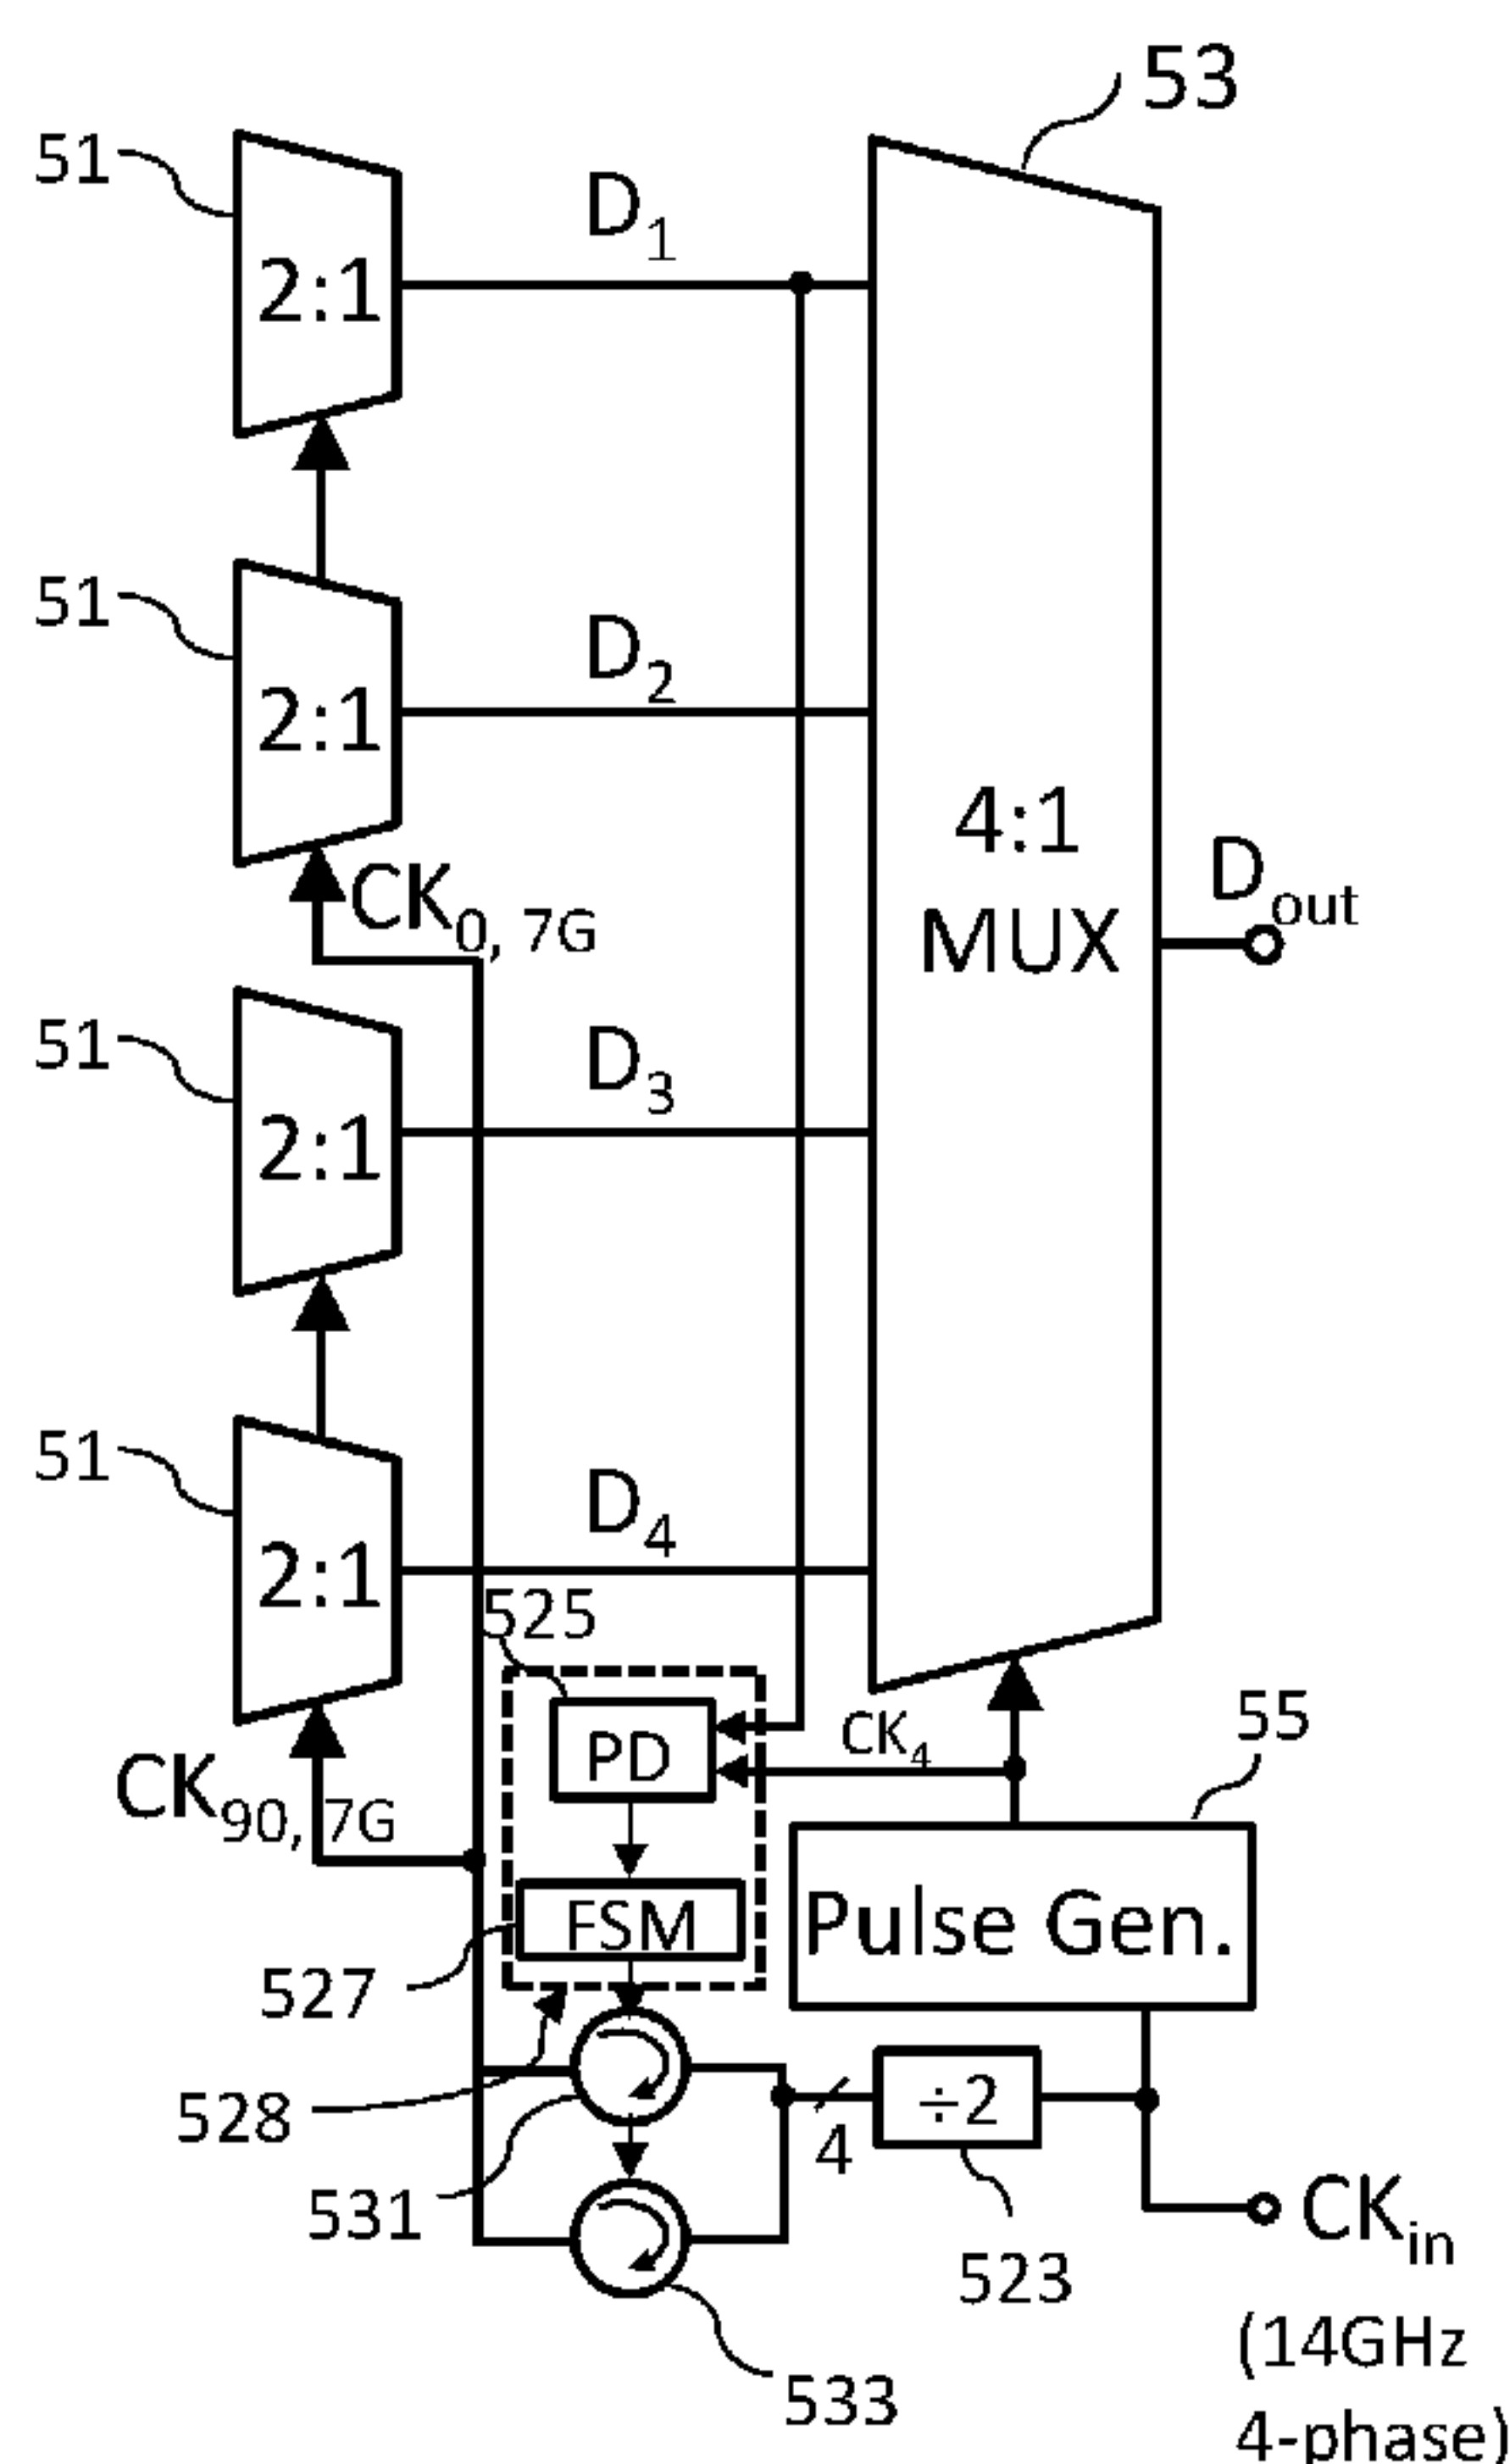 53
51
2:1
D1
51
2:1
D2
4:1
MUX
Dout
CK0, 7G
51
2:1
D3
51
2:1
D4
525
PD
CK4
55
CK90, 7G
Pulse Gen.
FSM
527
528
÷2
4
531
523
CKin
(14GHz
4-phase)
533